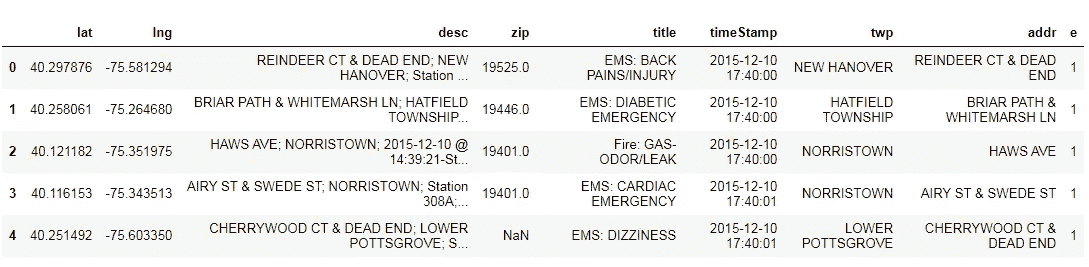 lat lng desc zip title timeStamp twp addr e
0 40.297876 -75.581294 REINDEER CT & DEAD END; NEW HANOVER; Station ... 19525.0 EMS: BACK PAINS/INJURY 2015-12-10 17:40:00 NEW HANOVER REINDEER CT & DEAD END 1
1 40.258061 -75.264680 BRIAR PATH & WHITEMARSH LN; HATFIELD TOWNSHIP... 19446.0 EMS: DIABETIC EMERGENCY 2015-12-10 17:40:00 HATFIELD TOWNSHIP BRIAR PATH & WHITEMARSH LN 1
2 40.121182 -75.351975 HAWS AVE; NORRISTOWN; 2015-12-10 @ 14:39:21-St... 19401.0 Fire: GAS-ODOR/LEAK 2015-12-10 17:40:00 NORRISTOWN HAWS AVE 1
3 40.116153 -75.343513 AIRY ST & SWEDE ST; NORRISTOWN; Station 308A;... 19401.0 EMS: CARDIAC EMERGENCY 2015-12-10 17:40:01 NORRISTOWN AIRY ST & SWEDE ST 1
4 40.251492 -75.603350 CHERRYWOOD CT & DEAD END; LOWER POTTSGROVE; S... NaN EMS: DIZZINESS 2015-12-10 17:40:01 LOWER POTTSGROVE CHERRYWOOD CT & DEAD END 1